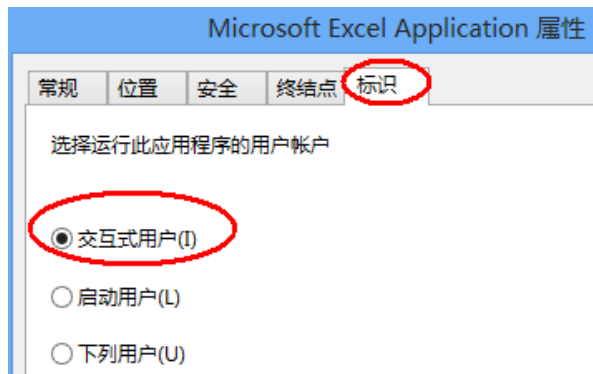 Microsoft Excel Application 属性
常规 位置 安全 终结点 标识
选择运行此应用程序的用户帐户
交互式用户(I)
启动用户(L)
下列用户(U)